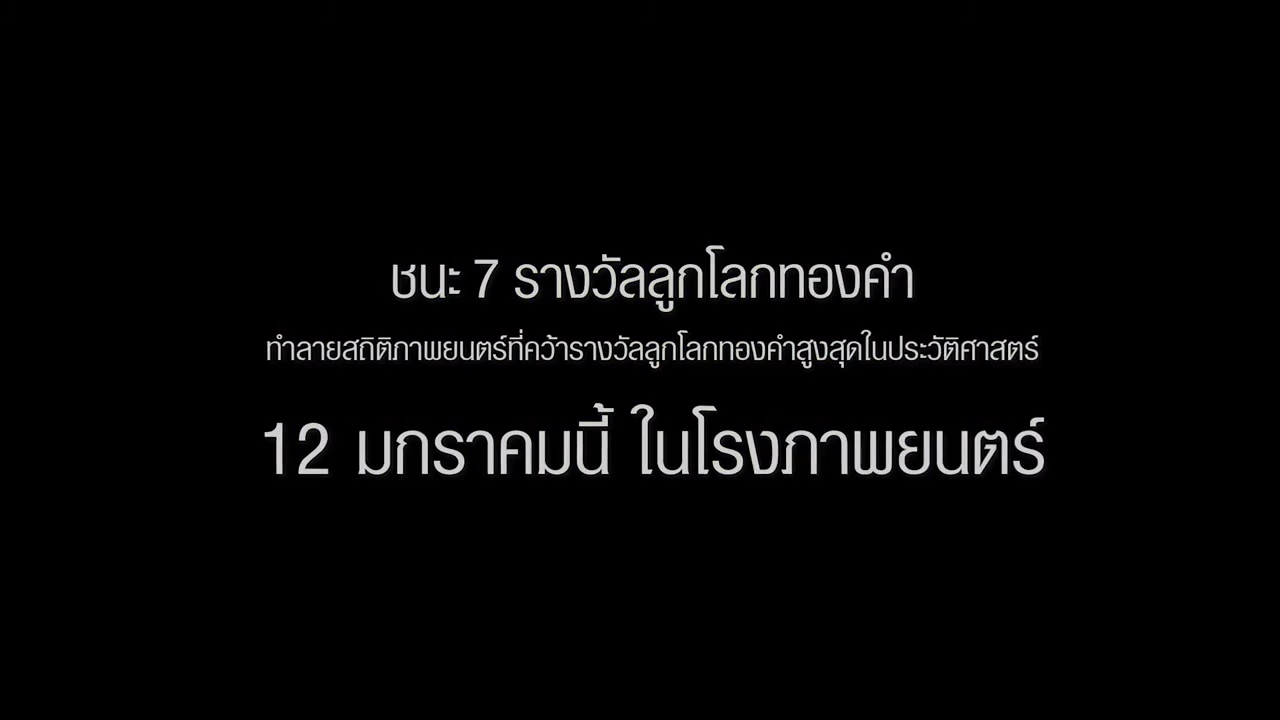 ชนะ 7 รางวัลลูกโลกทองคำ
ทำลายสถิติภาพยนตร์ที่คว้ารางวัลลูกโลกทองคำสูงสุดในประวัติศาสตร์
12 มกราคมนี้ ในโรงภาพยนตร์